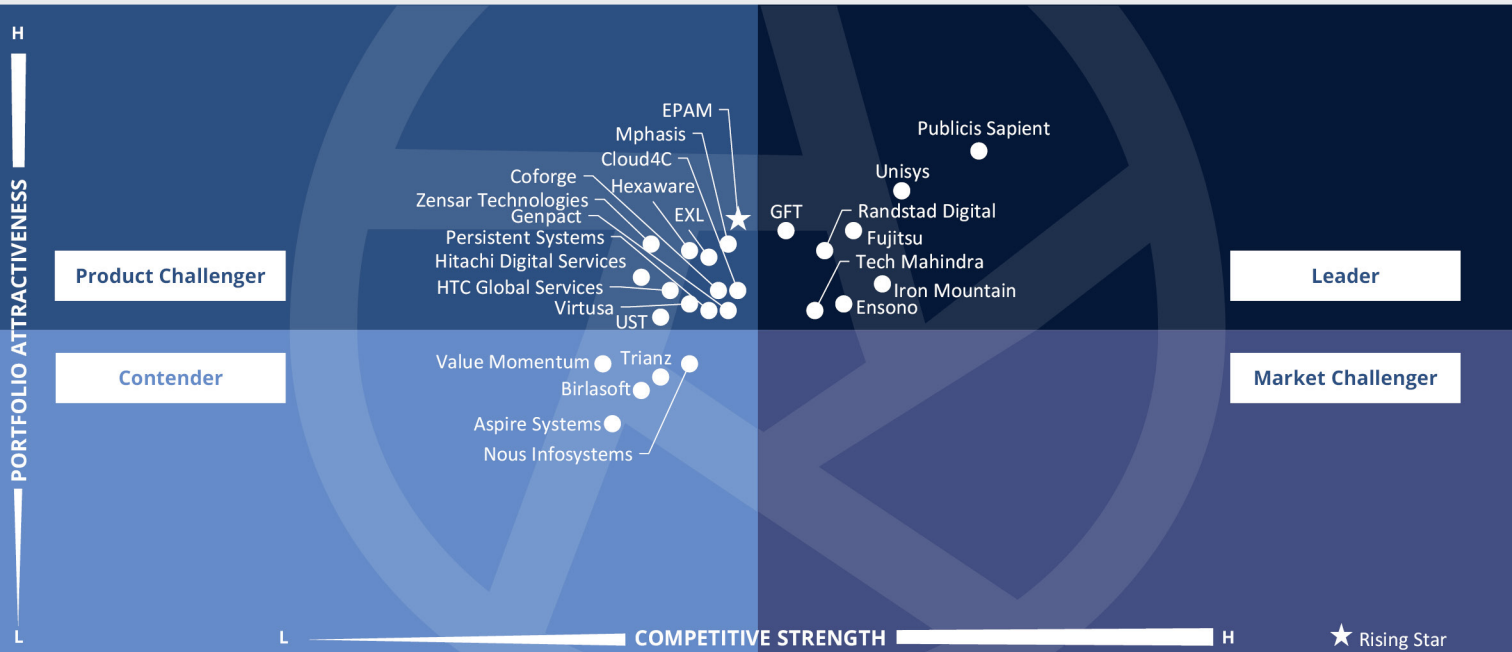 H
EPAM
Mphasis
Cloud4C
Coforge
Hexaware
Zensar Technologies
Genpact
EXL
Persistent Systems
Hitachi Digital Services
HTC Global Services
Virtusa
UST
Publicis Sapient
Unisys
GFT
Randstad Digital
Fujitsu
Tech Mahindra
Iron Mountain
Ensono
Product Challenger
Leader
PORTFOLIO ATTRACTIVENESS
Contender
Market Challenger
Value Momentum
Trianz
Birlasoft
Aspire Systems
Nous Infosystems
L
L
COMPETITIVE STRENGTH
H
Rising Star